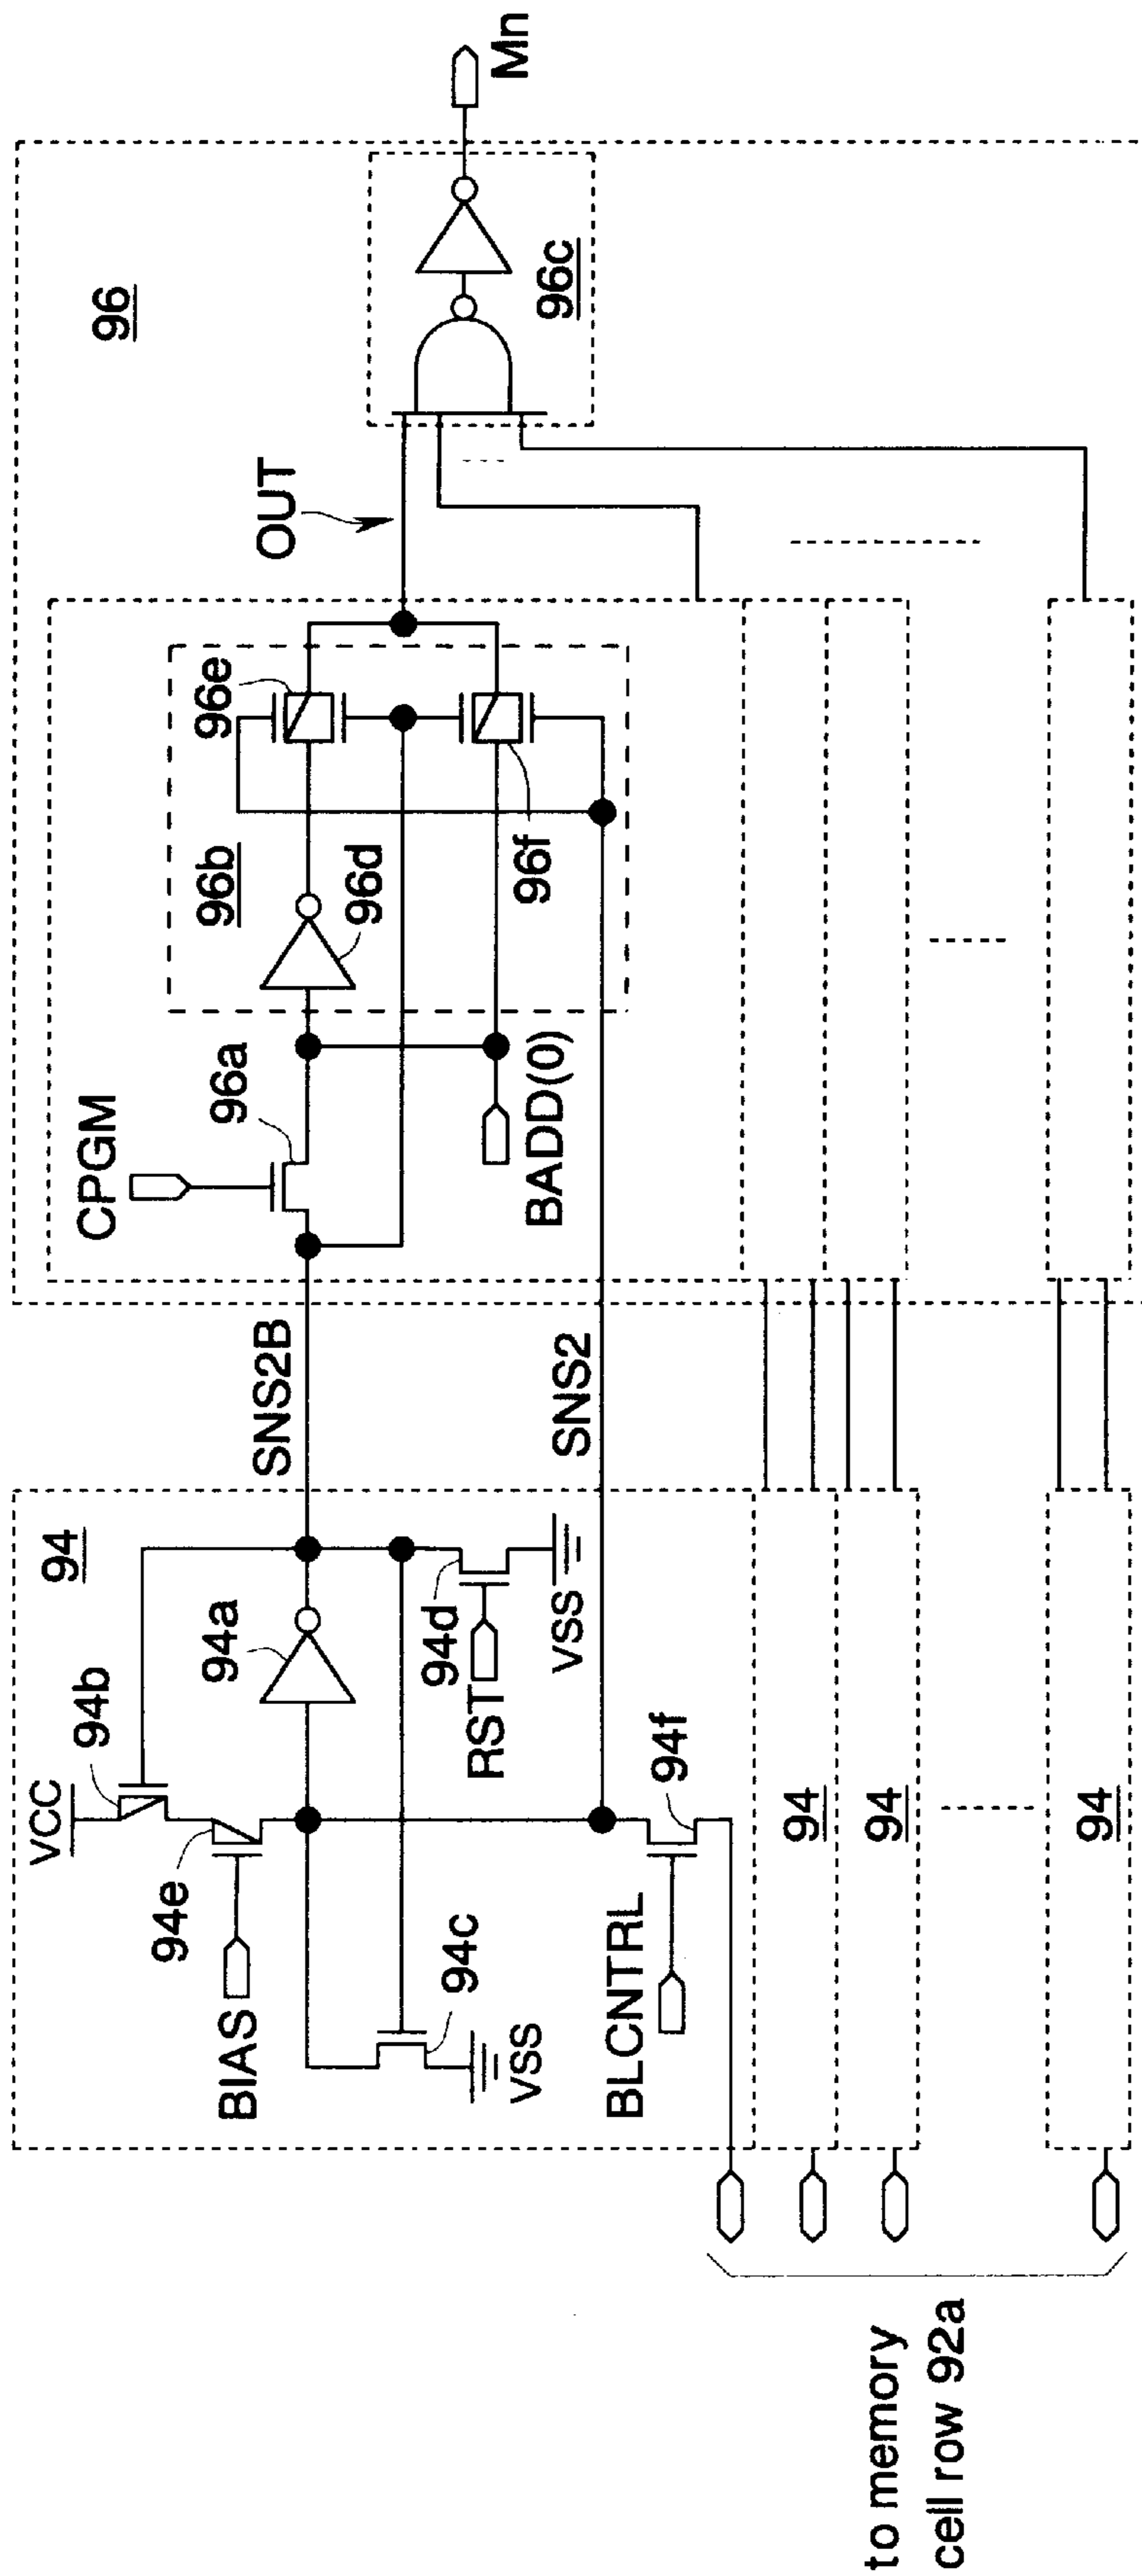 96
Mn
96c
OUT
96e
96b
96d
96f
CPGM
96a
BADD(0)
SNS2B
SNS2
94
VCC
94b
94a
94e
BIAS
94d
RST
VSS
94c
VSS
94f
BLCNTRL
94
94
94
to memory
cell row 92a